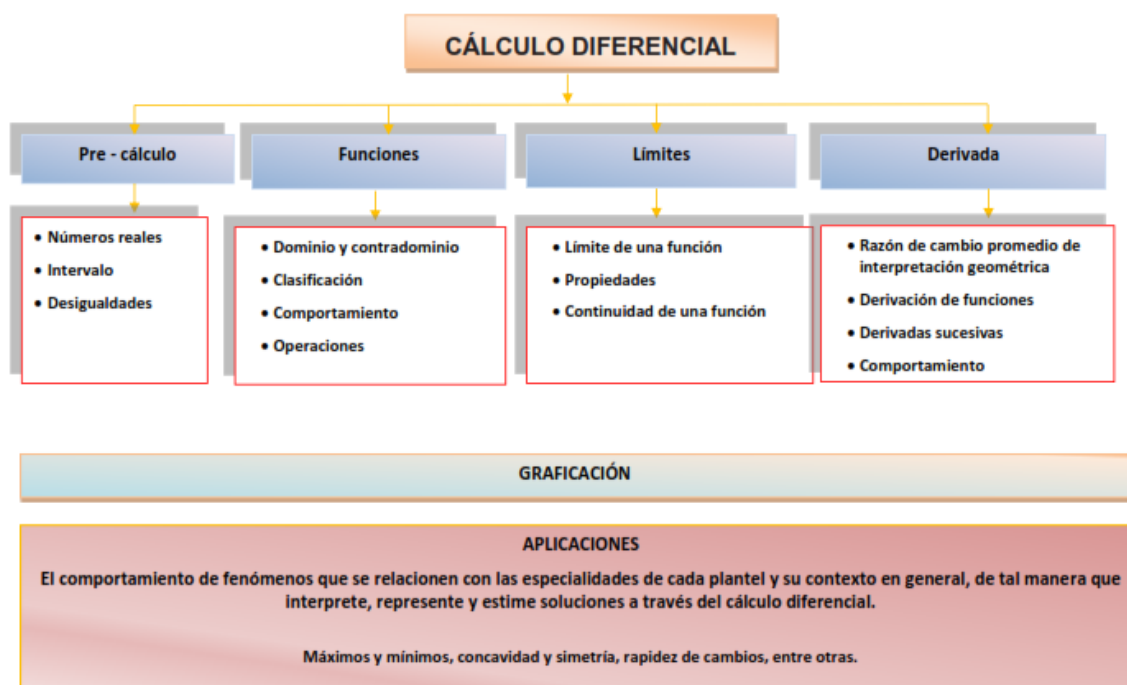 CÁLCULO DIFERENCIAL
Pre - cálculo
• Números reales
• Intervalo
• Desigualdades
Funciones
• Dominio y contradominio
• Clasificación
• Comportamiento
• Operaciones
Límites
• Límite de una función
• Propiedades
• Continuidad de una función
Derivada
• Razón de cambio promedio de
interpretación geométrica
• Derivación de funciones
• Derivadas sucesivas
• Comportamiento
GRAFICACIÓN
APLICACIONES
El comportamiento de fenómenos que se relacionen con las especialidades de cada plantel y su contexto en general, de tal manera que
interprete, represente y estime soluciones a través del cálculo diferencial.
Máximos y mínimos, concavidad y simetría, rapidez de cambios, entre otras.